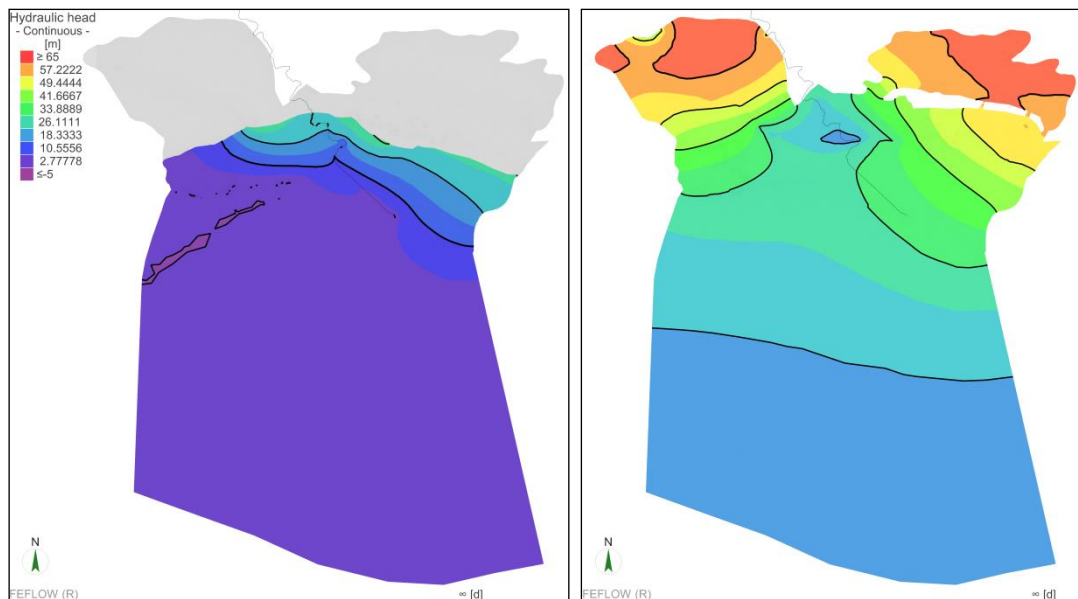 Hydraulic head
- Continuous -
[m]
≥ 65
57.2222
49.4444
41.6667
33.8889
26.1111
18.3333
10.5556
2.77778
≤-5
N
FEFLOW (R)
∞ [d]
N
FEFLOW (R)
∞ [d]